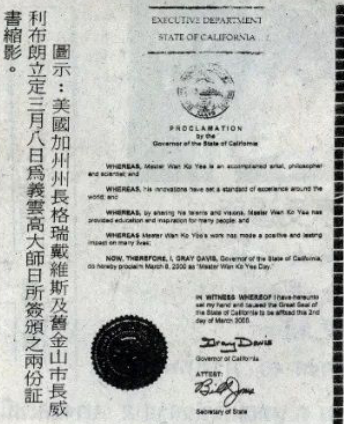 圖示：美國加州州長格瑞戴維斯及舊金山市長威
利布朗立定三月八日爲義雲高大師日所簽頒之兩份証
書縮影。
EXECUTIVE DEPARTMENT
STATE OF CALIFORNIA
PROCLAMATION
by the
Governor of the State of California
WHEREAS, Master Wan Ko Yee is an accomplished artist, philosopher
and scientist; and
WHEREAS, his innovations have set a standard of excellence around the
world; and
WHEREAS, by sharing his talents and visions, Master Wan Ko Yee has
provided education and inspiration for many people; and
WHEREAS Master Wan Ko Yee's work has made a positive and lasting
impact on many lives;
NOW, THEREFORE, I, GRAY DAVIS, Governor of the State of California,
do hereby proclaim March 8, 2000 as "Master Wan Ko Yee Day."
IN WITNESS WHEREOF I have hereunto
set my hand and caused the Great Seal of
the State of California to be affixed this 2nd
day of March 2000.
Gray Davis
Governor of California
ATTEST:
Bill Jones
Secretary of State